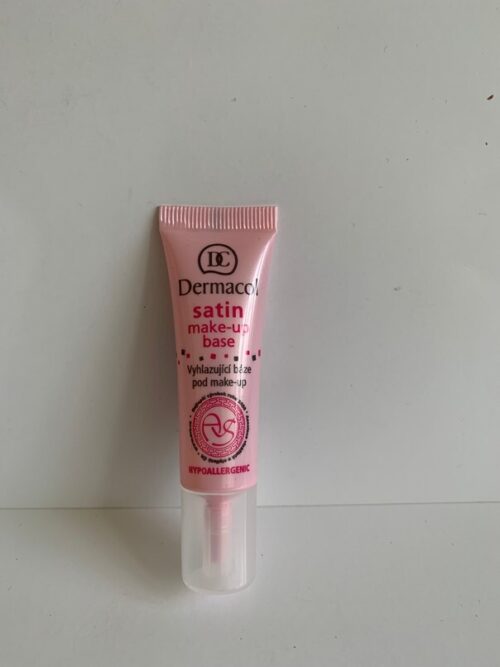 DC
Dermacol
satin
make-up
base
Vyhlazující báze
pod make-up
HYPOALLERGENIC